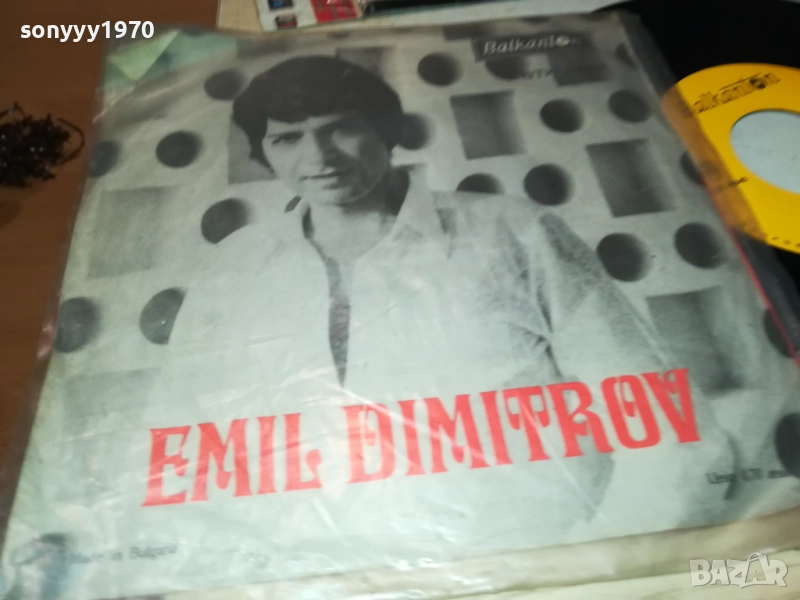 sonyyy1970
Balkanton
Balkanton
EMIL DIMITROV
Made in Bulgaria
BAZAR